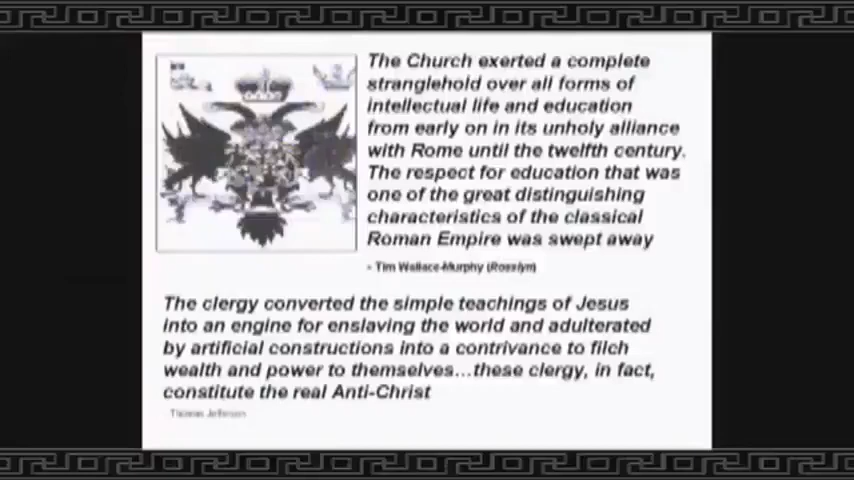 The Church exerted a complete
stranglehold over all forms of
intellectual life and education
from early on in its unholy alliance
with Rome until the twelfth century.
The respect for education that was
one of the great distinguishing
characteristics of the classical
Roman Empire was swept away
- Tim Wallace-Murphy (Rosslyn)
The clergy converted the simple teachings of Jesus
into an engine for enslaving the world and adulterated
by artificial constructions into a contrivance to filch
wealth and power to themselves...these clergy, in fact,
constitute the real Anti-Christ
Thomas Jefferson